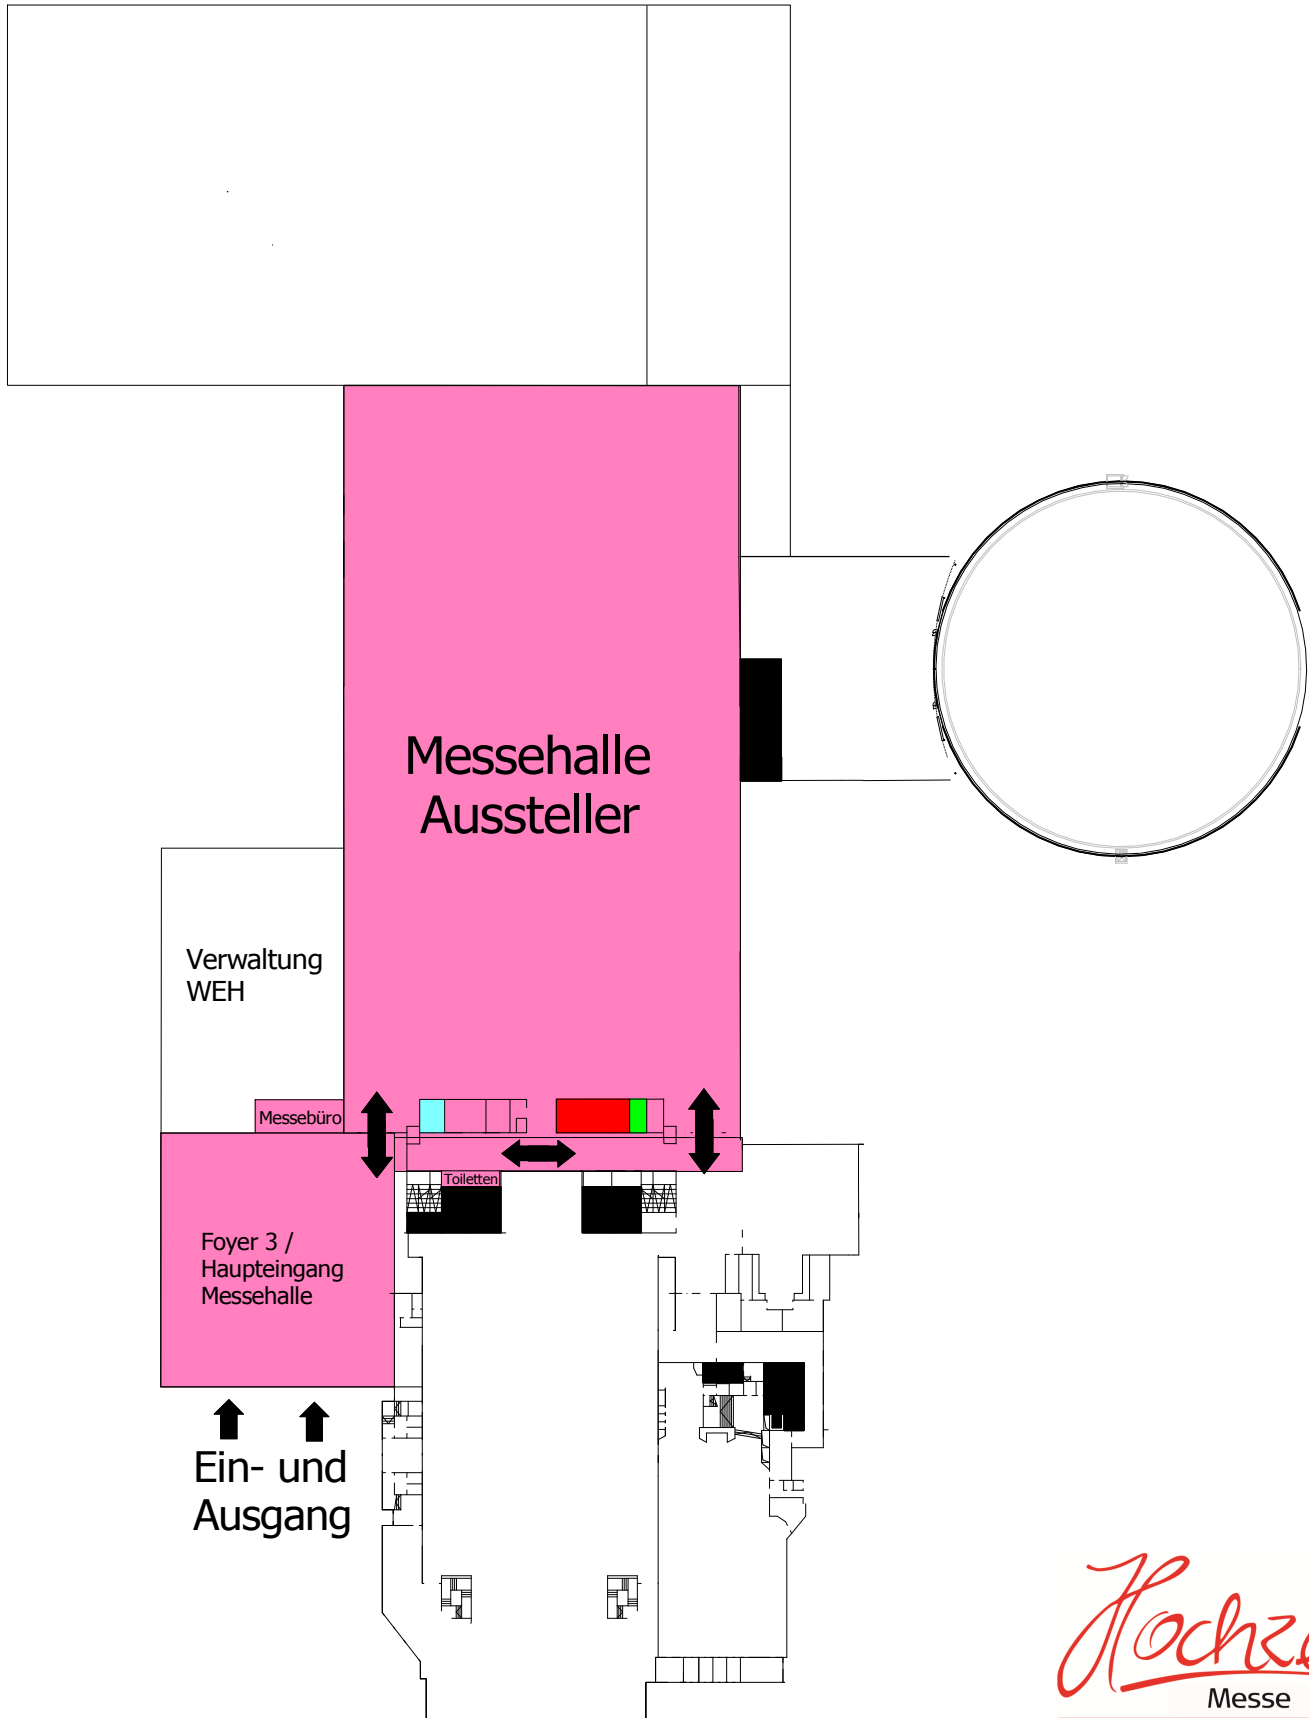 Messehalle
Aussteller
Verwaltung
WEH
Messebüro
Toiletten
Foyer 3 /
Haupteingang
Messehalle
Ein- und
Ausgang
Messe